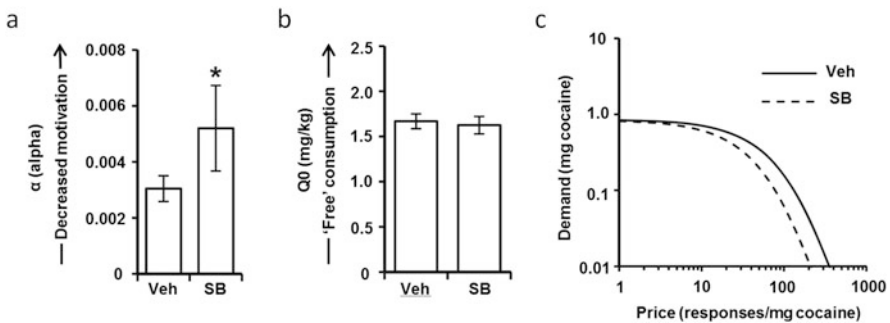 a
α (alpha)
Decreased motivation
0.008
0.006
0.004
0.002
0
*
Veh
SB
b
Q0 (mg/kg)
'Free' consumption
2.5
2.0
1.5
1.0
0.5
0
Veh
SB
c
Demand (mg cocaine)
10
1.0
0.1
0.01
Veh
SB
1
10
100
1000
Price (responses/mg cocaine)